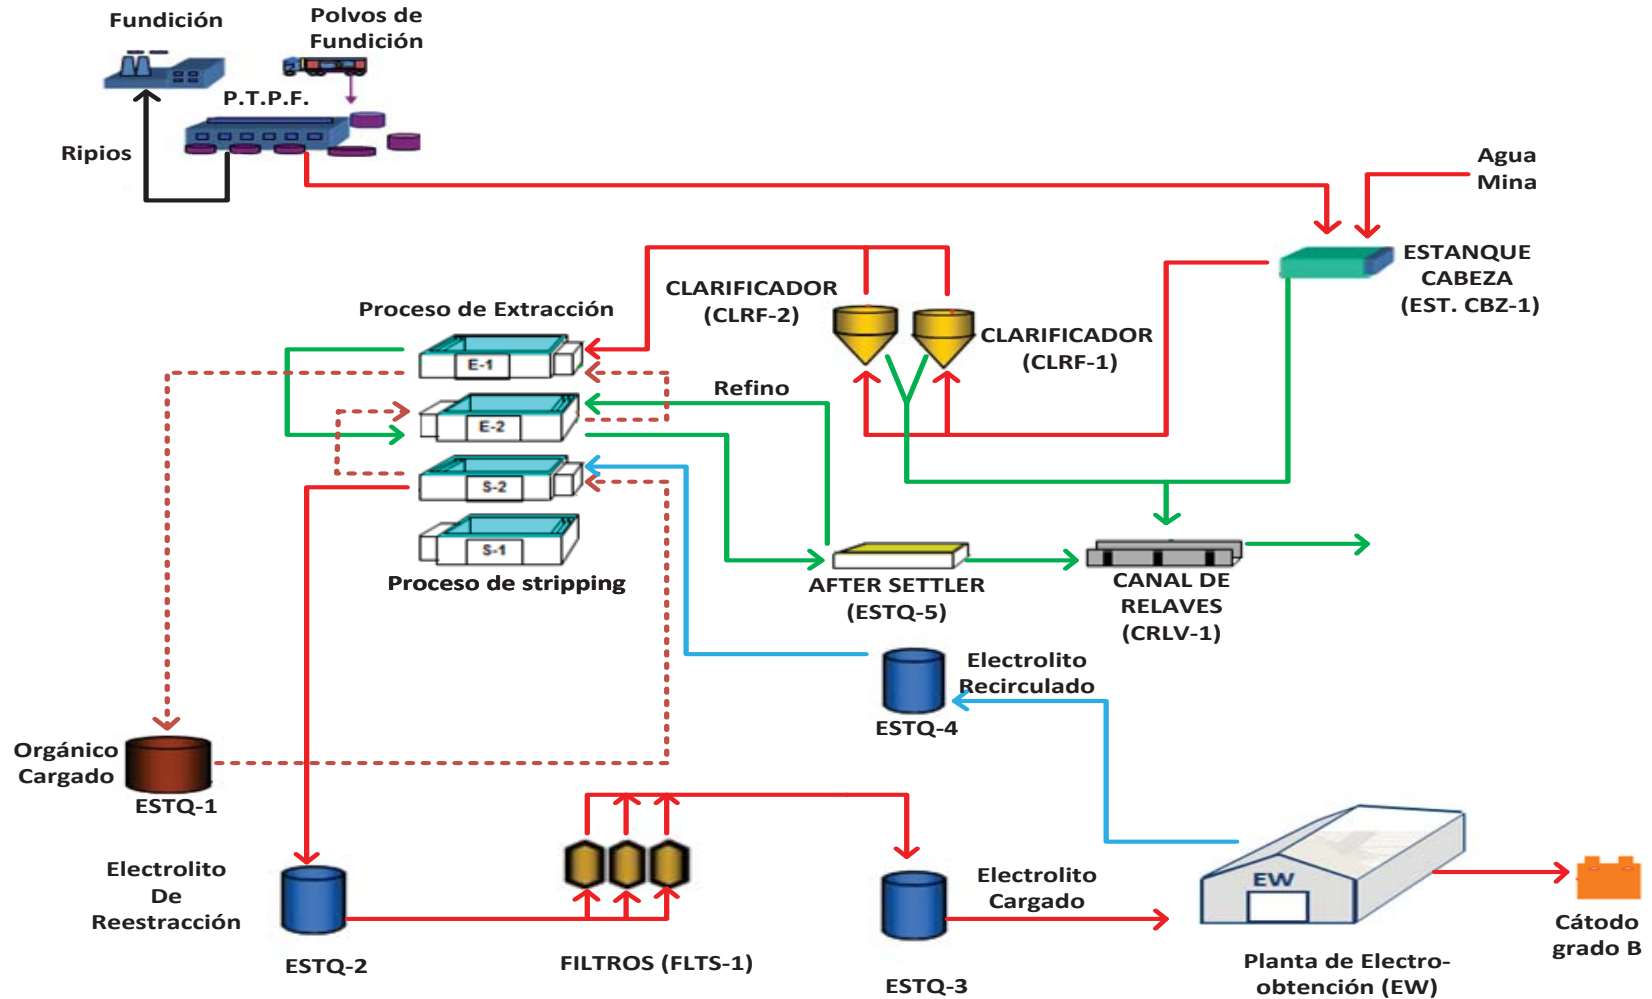 Fundición
Polvos de
Fundición
P.T.P.F.
Ripios
Agua
Mina
ESTANQUE
CABEZA
(EST. CBZ-1)
CLARIFICADOR
(CLRF-2)
CLARIFICADOR
(CLRF-1)
Proceso de Extracción
E-1
Refino
E-2
S-2
S-1
Proceso de stripping
AFTER SETTLER
(ESTQ-5)
CANAL DE
RELAVES
(CRLV-1)
Electrolito
Recirculado
ESTQ-4
Orgánico
Cargado
ESTQ-1
Electrolito
De
Reestracción
ESTQ-2
FILTROS (FLTS-1)
Electrolito
Cargado
ESTQ-3
EW
Planta de Electro-
obtención (EW)
Cátodo
grado B